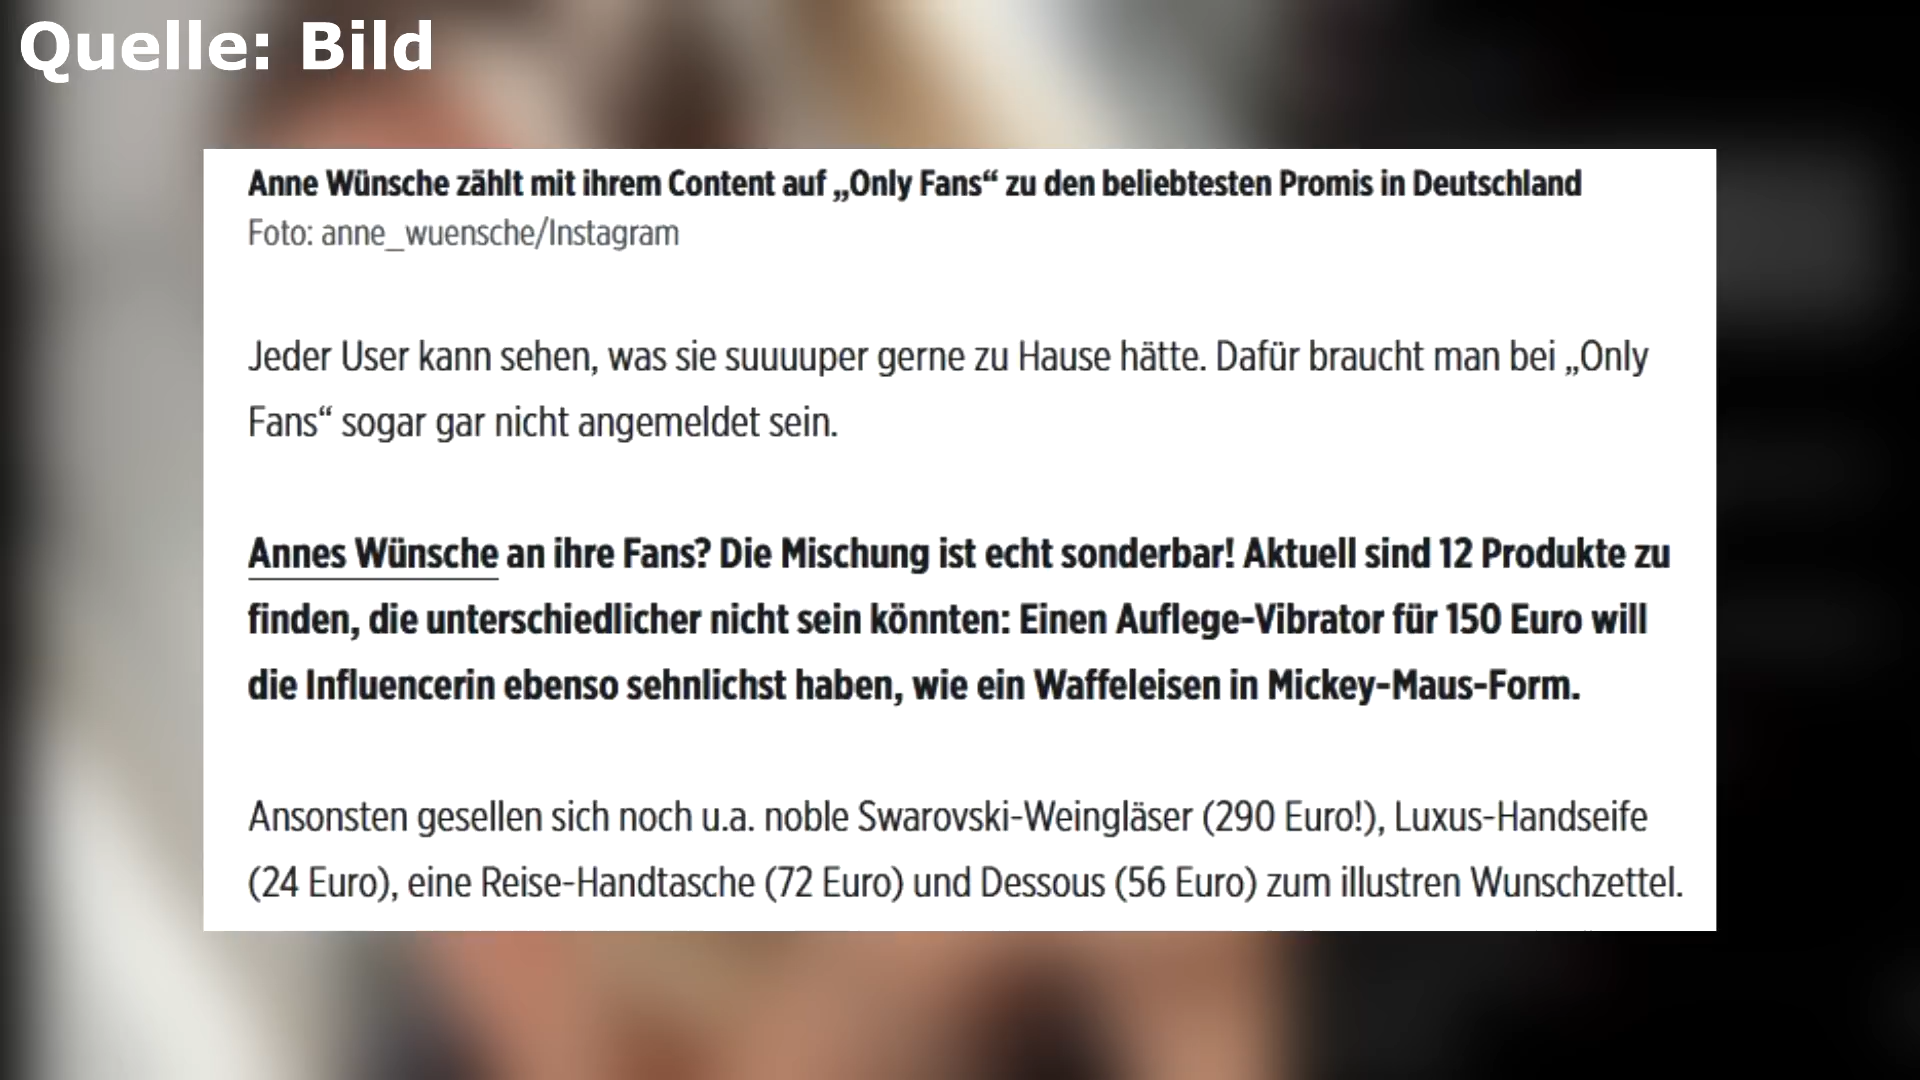 Quelle: Bild
Anne Wünsche zählt mit ihrem Content auf „Only Fans“ zu den beliebtesten Promis in Deutschland
Foto: anne_wuensche/Instagram
Jeder User kann sehen, was sie suuuuper gerne zu Hause hätte. Dafür braucht man bei „Only
Fans“ sogar gar nicht angemeldet sein.
Annes Wünsche an ihre Fans? Die Mischung ist echt sonderbar! Aktuell sind 12 Produkte zu
finden, die unterschiedlicher nicht sein könnten: Einen Auflege-Vibrator für 150 Euro will
die Influencerin ebenso sehnlichst haben, wie ein Waffeleisen in Mickey-Maus-Form.
Ansonsten gesellen sich noch u.a. noble Swarovski-Weingläser (290 Euro!), Luxus-Handseife
(24 Euro), eine Reise-Handtasche (72 Euro) und Dessous (56 Euro) zum illustren Wunschzettel.